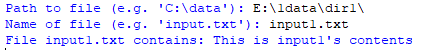 Path to file (e.g. 'C:\data'): E:\1data\dir1\
Name of file (e.g. 'input.txt'): input1.txt
File input1.txt contains: This is input1's contents